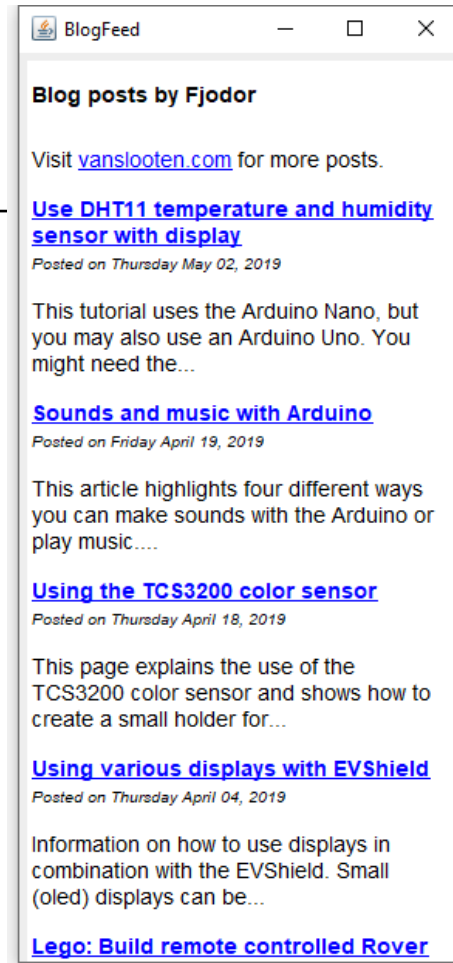 BlogFeed
Blog posts by Fjodor
Visit vanslooten.com for more posts.
Use DHT11 temperature and humidity
sensor with display
Posted on Thursday May 02, 2019
This tutorial uses the Arduino Nano, but
you may also use an Arduino Uno. You
might need the...
Sounds and music with Arduino
Posted on Friday April 19, 2019
This article highlights four different ways
you can make sounds with the Arduino or
play music....
Using the TCS3200 color sensor
Posted on Thursday April 18, 2019
This page explains the use of the
TCS3200 color sensor and shows how to
create a small holder for...
Using various displays with EVShield
Posted on Thursday April 04, 2019
Information on how to use displays in
combination with the EVShield. Small
(oled) displays can be...
Lego: Build remote controlled Rover